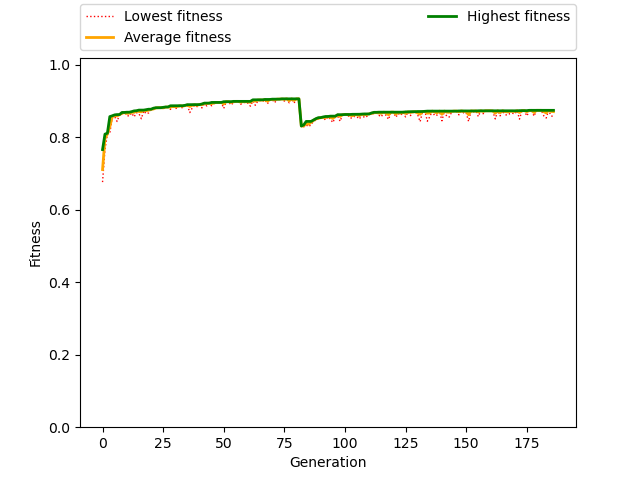 Lowest fitness
Average fitness
Highest fitness
1.0
0.8
0.6
0.4
0.2
0.0
Fitness
0 25 50 75 100 125 150 175
Generation